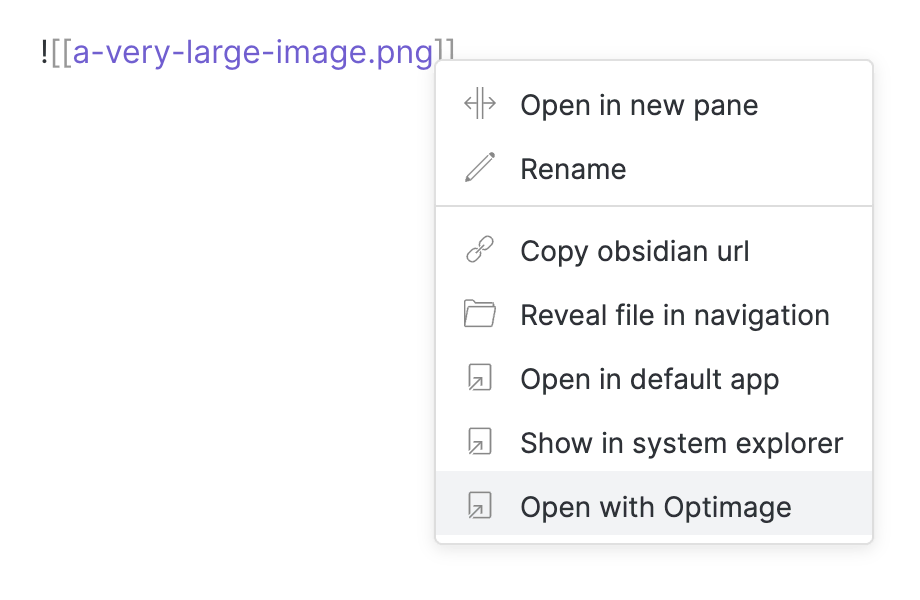 ![[a-very-large-image.png]]
Open in new pane
Rename
Copy obsidian url
Reveal file in navigation
Open in default app
Show in system explorer
Open with Optimage